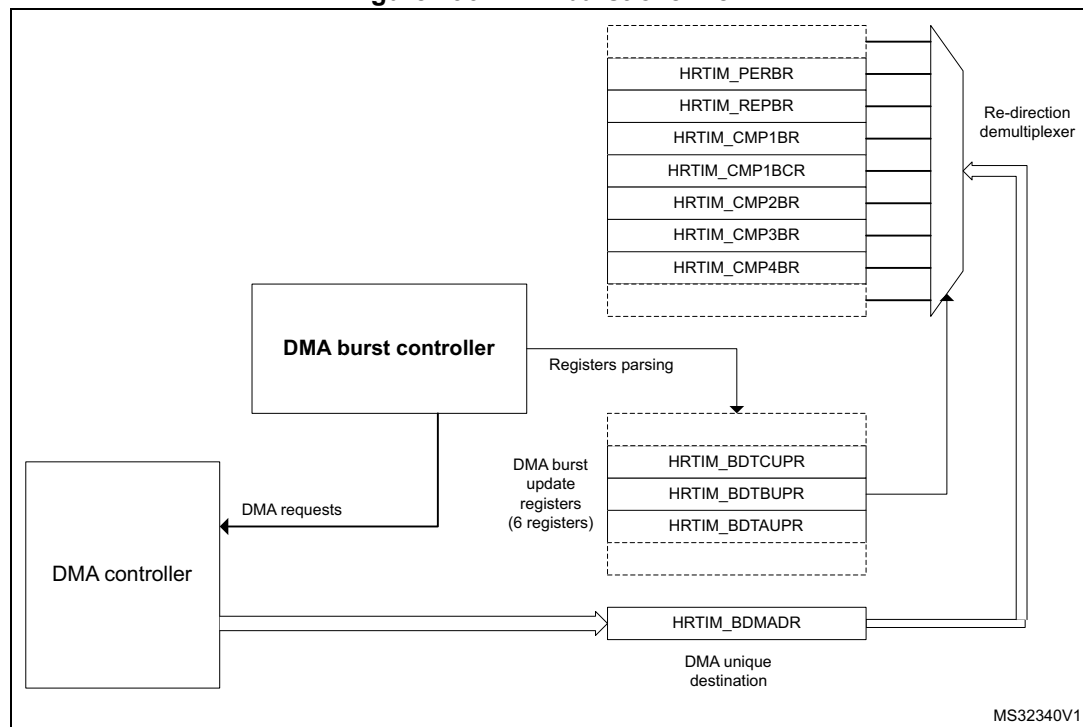 HRTIM_PERBR
HRTIM_REPBR
HRTIM_CMP1BR
HRTIM_CMP1BCR
HRTIM_CMP2BR
HRTIM_CMP3BR
HRTIM_CMP4BR
Re-direction
demultiplexer
DMA burst controller
Registers parsing
DMA burst
update
registers
(6 registers)
HRTIM_BDTCUPR
HRTIM_BDTBUPR
HRTIM_BDTAUPR
DMA requests
DMA controller
HRTIM_BDMADR
DMA unique
destination
MS32340V1